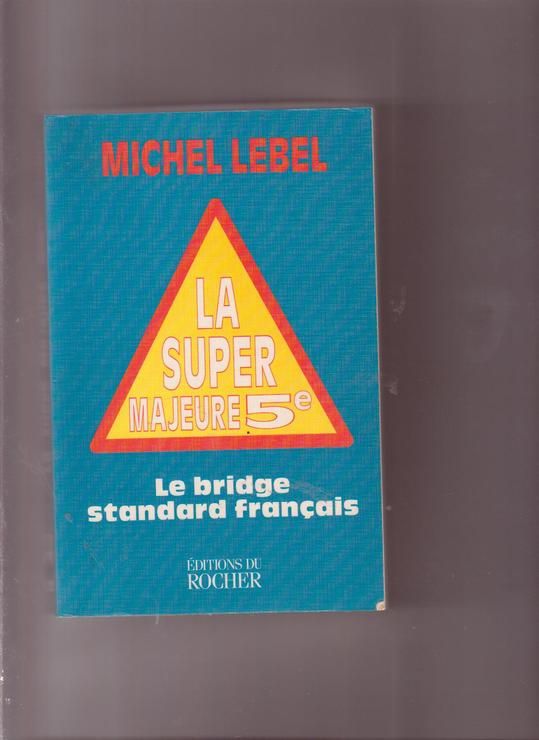 MICHEL LEBEL
LA
SUPER
MAJEURE 5e
Le bridge
standard français
ÉDITIONS DU
ROCHER